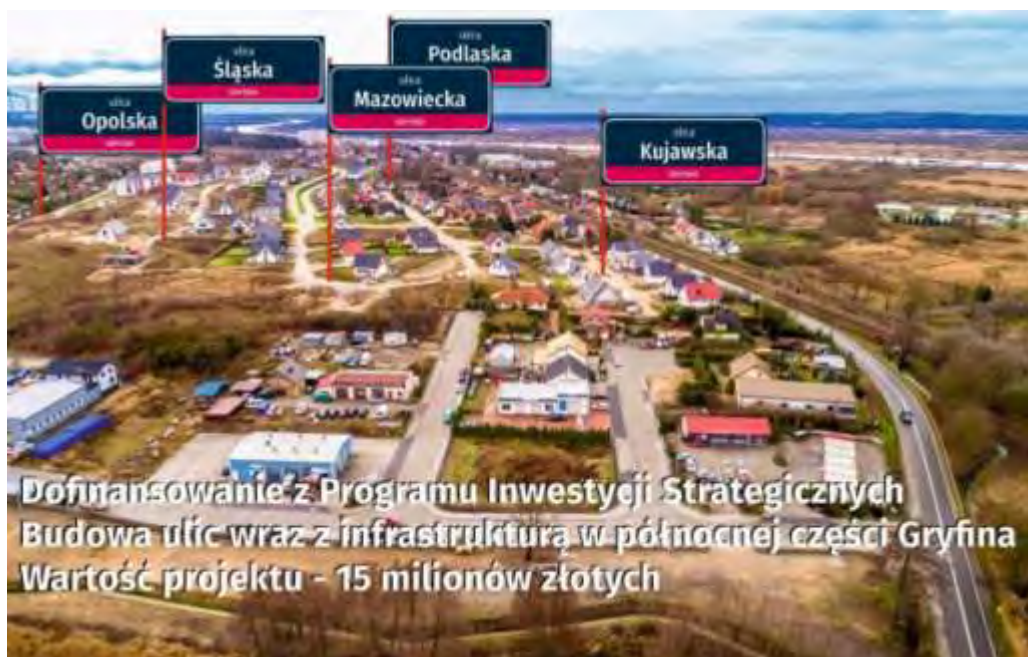 ulica
Opolska
ulica
Śląska
ulica
Mazowiecka
ulica
Podlaska
ulica
Kujawska
Dofinansowanie z Programu Inwestycji Strategicznych
Budowa ulic wraz z infrastrukturą w północnej części Gryfina
Wartość projektu - 15 milionów złotych